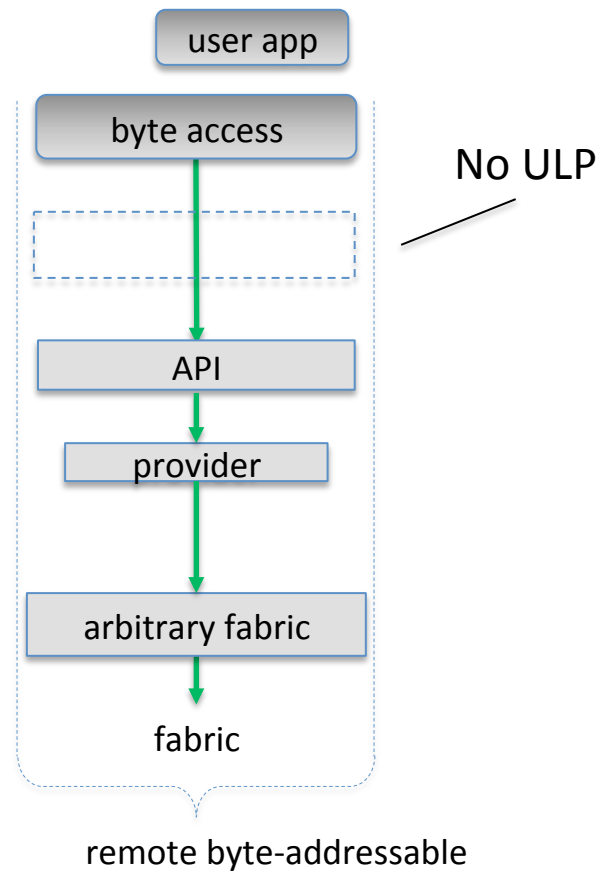 user app
byte access
No ULP
API
provider
arbitrary fabric
fabric
remote byte-addressable